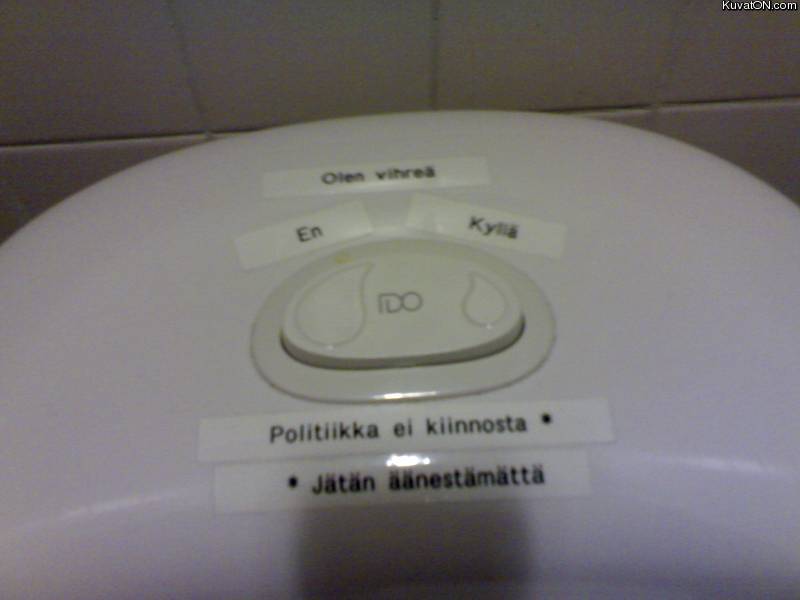 KuvatON.com
Olen vihreä
En
Kyllä
IDO
Politiikka ei kiinnosta *
* Jätän äänestämättä